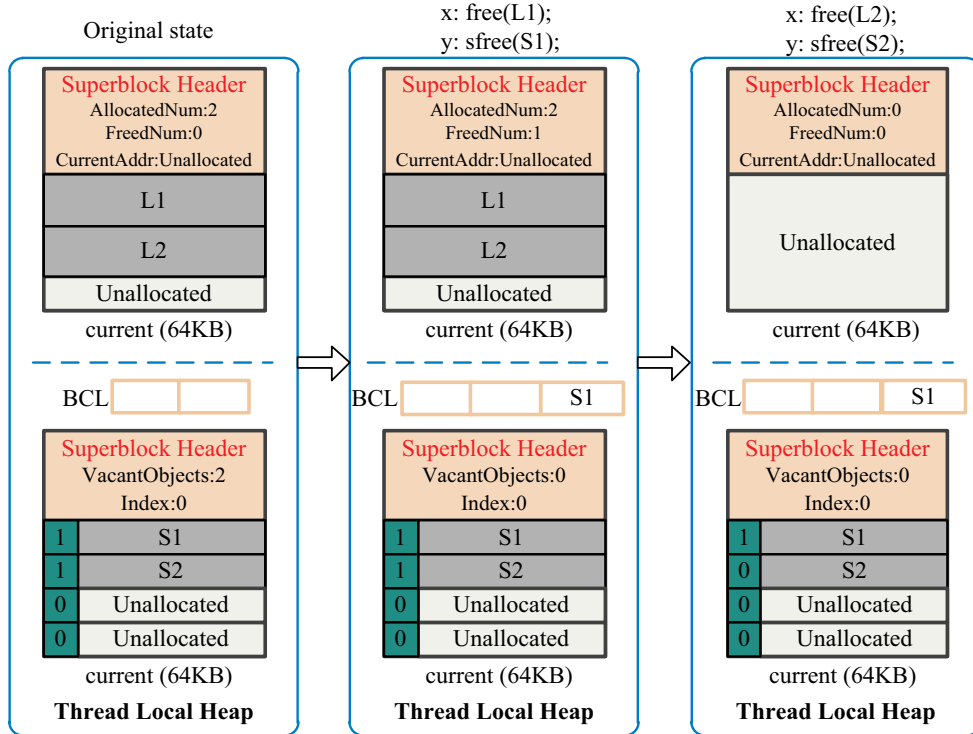 Original state
Superblock Header
AllocatedNum:2
FreedNum:0
CurrentAddr:Unallocated
L1
L2
Unallocated
current (64KB)
BCL
Superblock Header
VacantObjects:2
Index:0
1 S1
1 S2
0 Unallocated
0 Unallocated
current (64KB)
Thread Local Heap
x: free(L1);
y: sfree(S1);
Superblock Header
AllocatedNum:2
FreedNum:1
CurrentAddr:Unallocated
L1
L2
Unallocated
current (64KB)
BCL S1
Superblock Header
VacantObjects:0
Index:0
1 S1
1 S2
0 Unallocated
0 Unallocated
current (64KB)
Thread Local Heap
x: free(L2);
y: sfree(S2);
Superblock Header
AllocatedNum:0
FreedNum:0
CurrentAddr:Unallocated
Unallocated
current (64KB)
BCL S1
Superblock Header
VacantObjects:0
Index:0
1 S1
0 S2
0 Unallocated
0 Unallocated
current (64KB)
Thread Local Heap